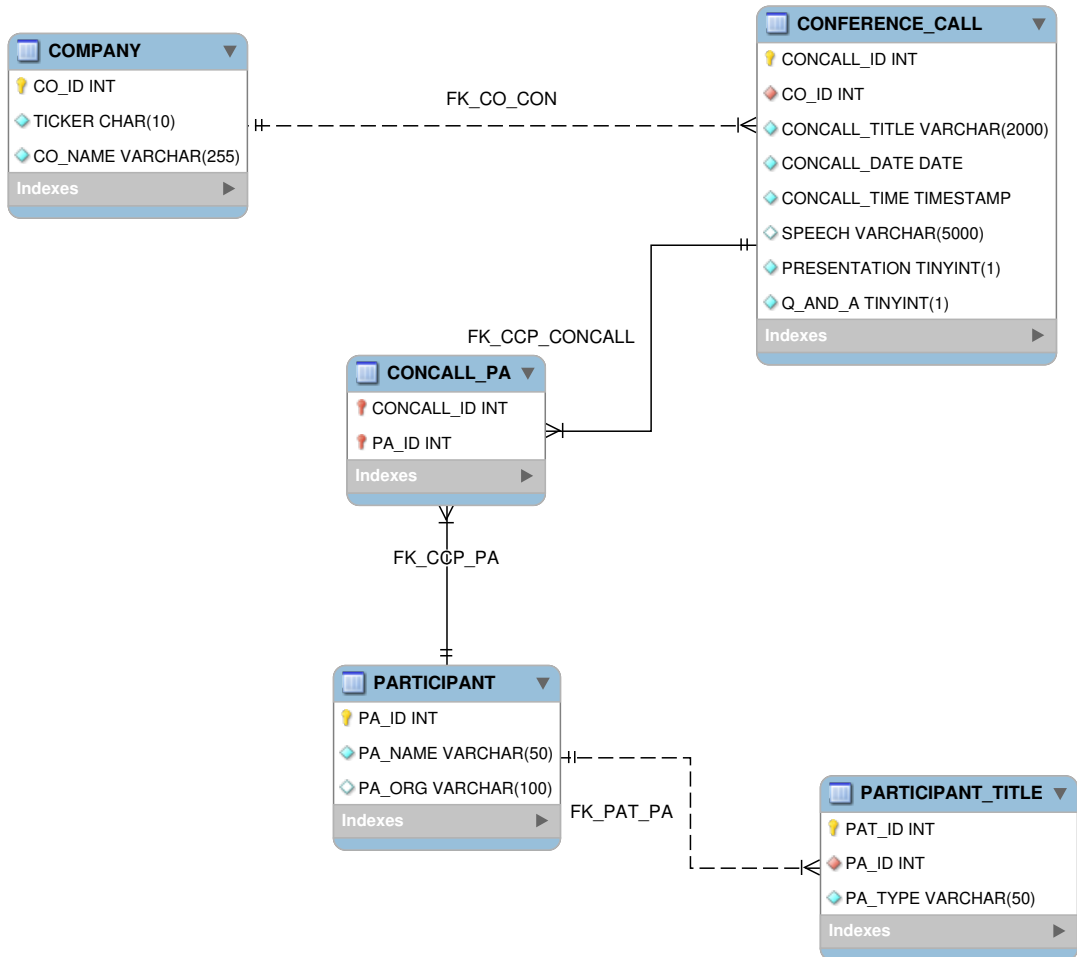 COMPANY
CO_ID INT
TICKER CHAR(10)
CO_NAME VARCHAR(255)
Indexes
FK_CO_CON
CONFERENCE_CALL
CONCALL_ID INT
CO_ID INT
CONCALL_TITLE VARCHAR(2000)
CONCALL_DATE DATE
CONCALL_TIME TIMESTAMP
SPEECH VARCHAR(5000)
PRESENTATION TINYINT(1)
Q_AND_A TINYINT(1)
Indexes
FK_CCP_CONCALL
CONCALL_PA
CONCALL_ID INT
PA_ID INT
Indexes
FK_CCP_PA
PARTICIPANT
PA_ID INT
PA_NAME VARCHAR(50)
PA_ORG VARCHAR(100)
Indexes
FK_PAT_PA
PARTICIPANT_TITLE
PAT_ID INT
PA_ID INT
PA_TYPE VARCHAR(50)
Indexes